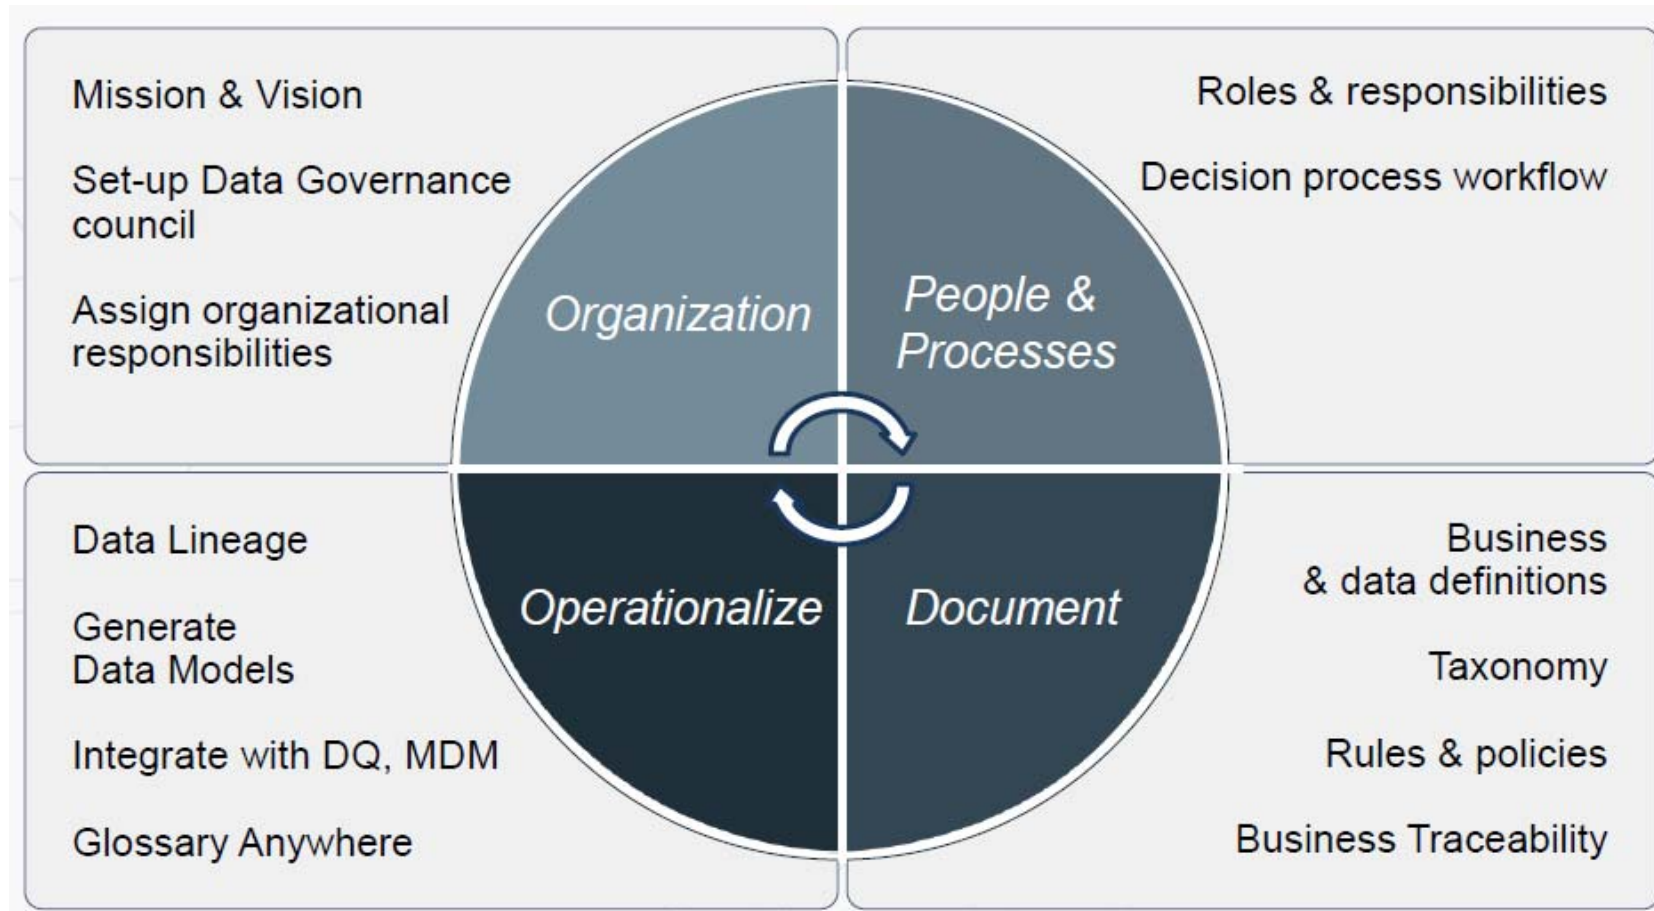 Mission & Vision
Set-up Data Governance
council
Assign organizational
responsibilities
Organization
Roles & responsibilities
Decision process workflow
People &
Processes
Data Lineage
Generate
Data Models
Integrate with DQ, MDM
Glossary Anywhere
Operationalize
Business
& data definitions
Taxonomy
Rules & policies
Business Traceability
Document